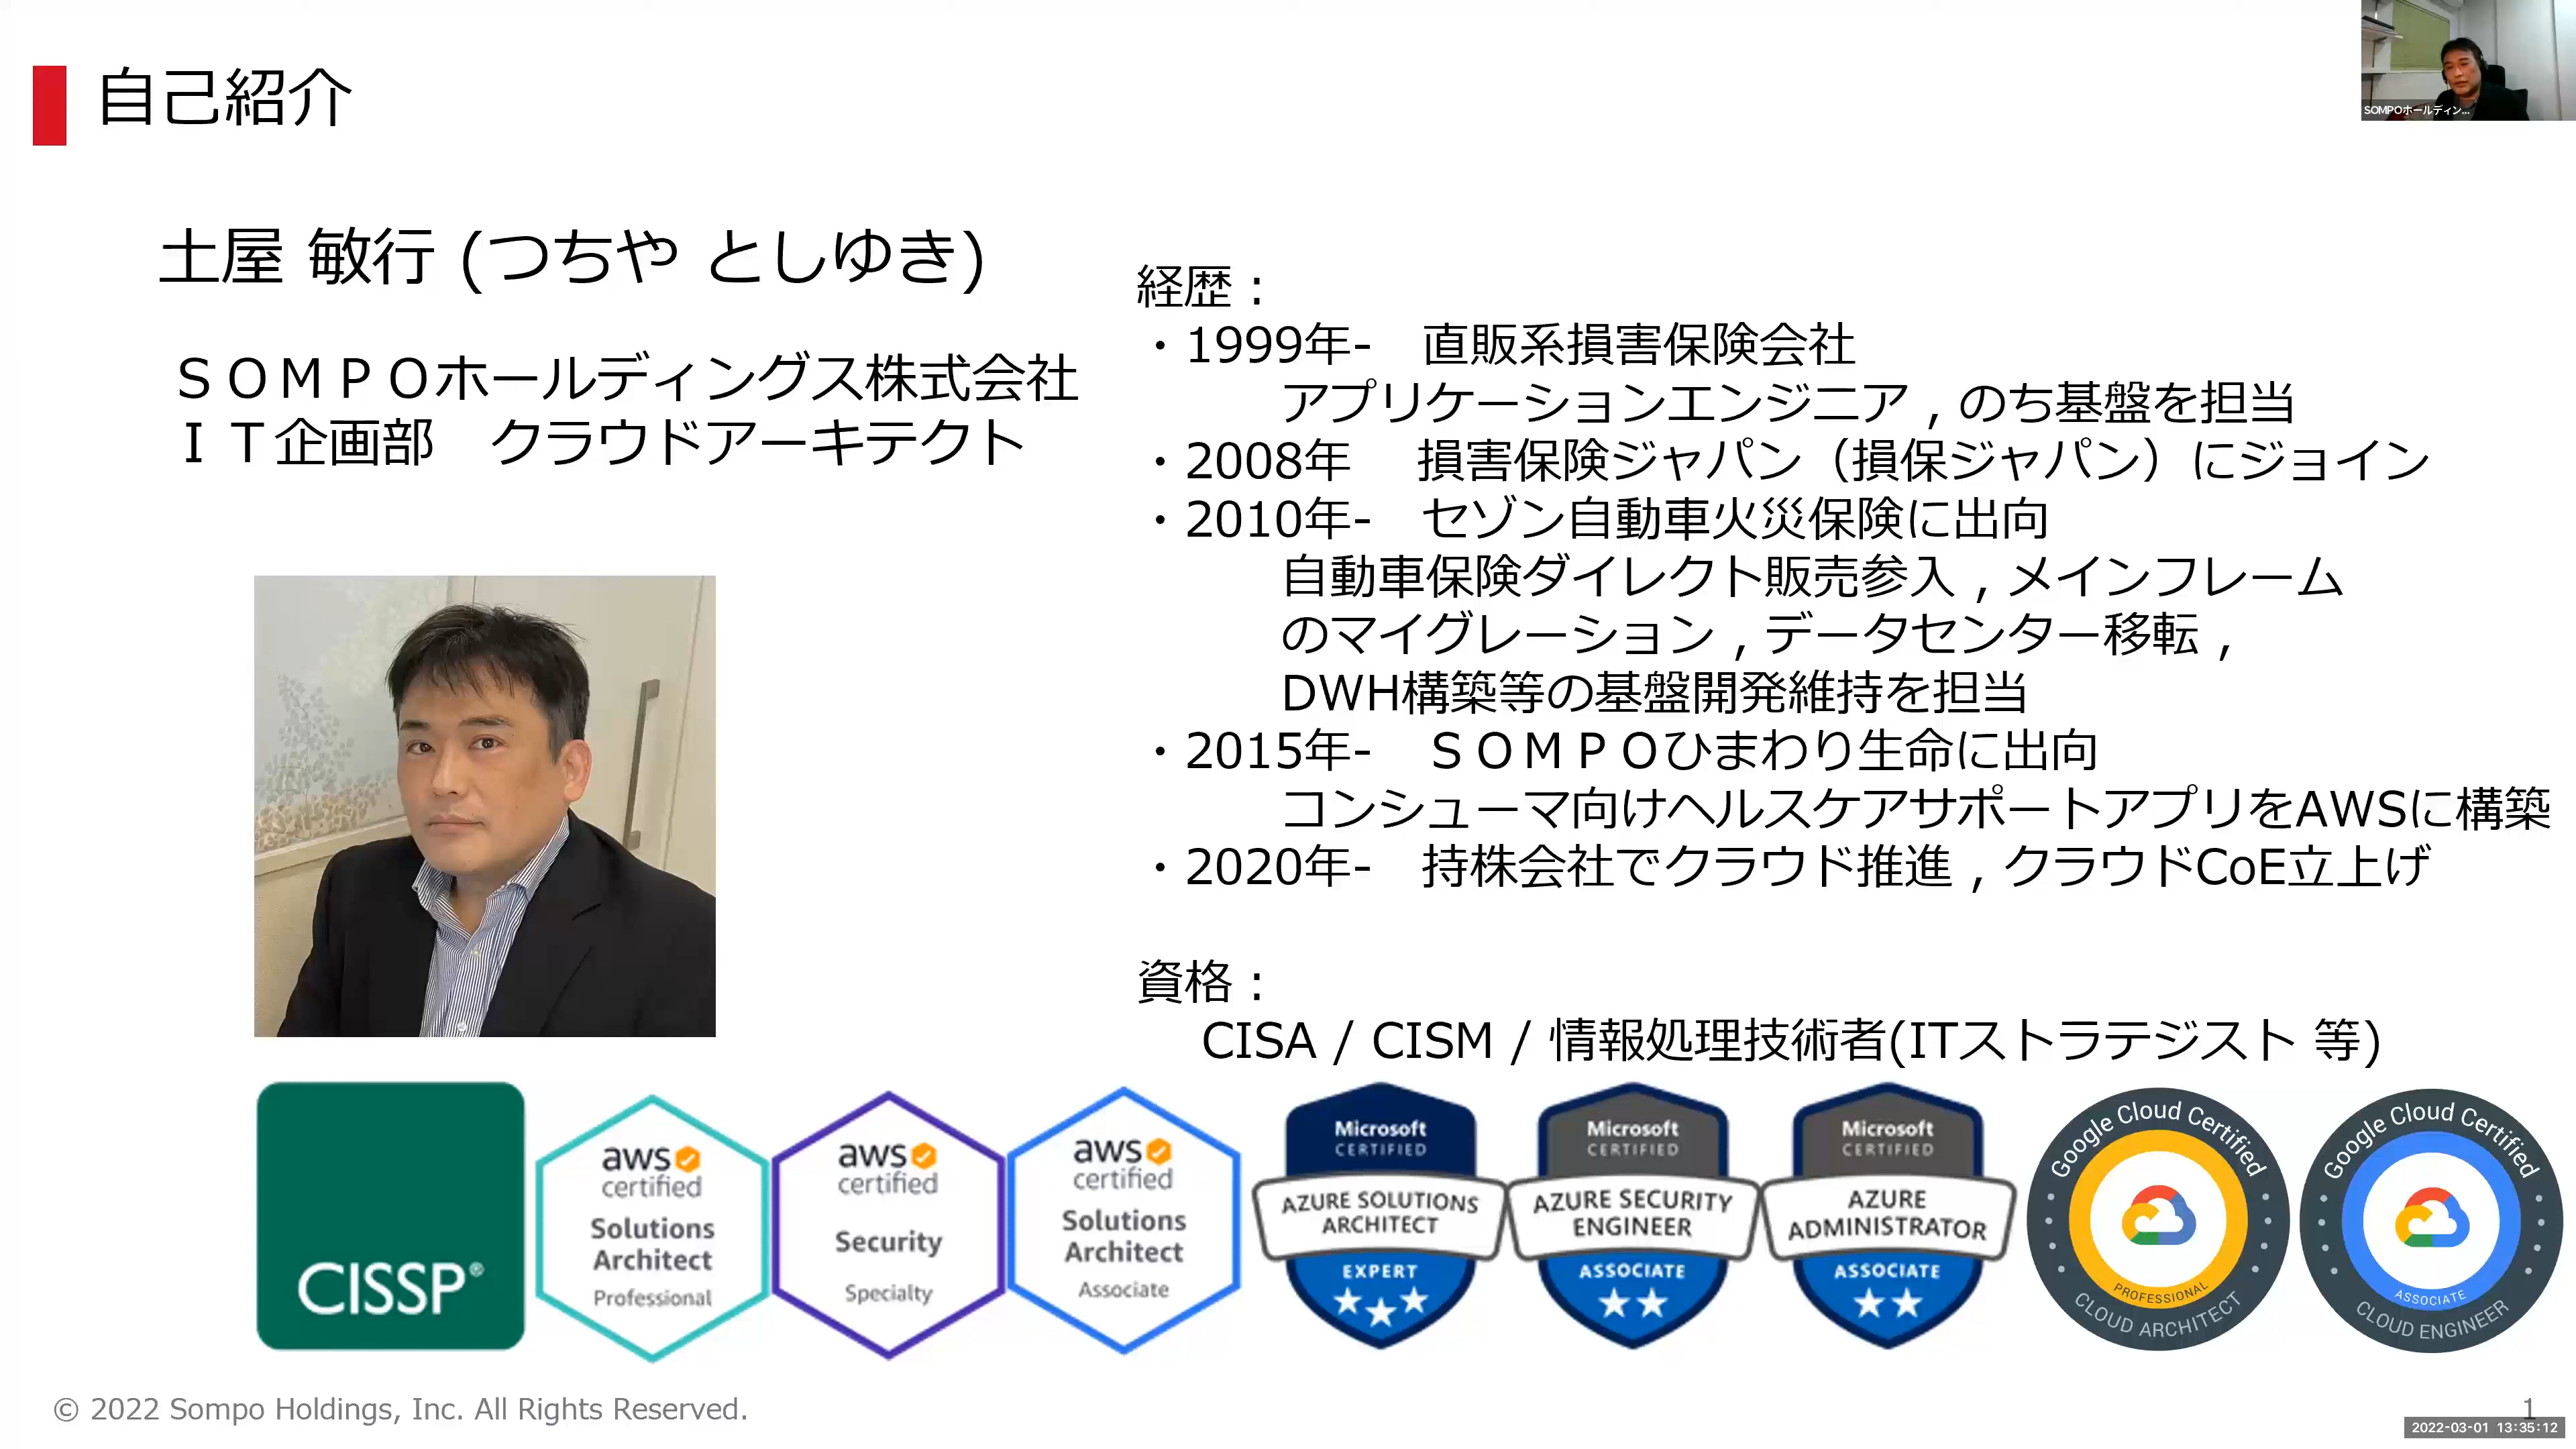 自己紹介
SOMPOホールディン...
土屋 敏行 (つちや としゆき)
ＳＯＭＰＯホールディングス株式会社
ＩＴ企画部　クラウドアーキテクト
経歴：
・1999年-　直販系損害保険会社
アプリケーションエンジニア , のち基盤を担当
・2008年　 損害保険ジャパン（損保ジャパン）にジョイン
・2010年-　セゾン自動車火災保険に出向
自動車保険ダイレクト販売参入 , メインフレーム
のマイグレーション , データセンター移転 ,
DWH構築等の基盤開発維持を担当
・2015年-　ＳＯＭＰＯひまわり生命に出向
コンシューマ向けヘルスケアサポートアプリをAWSに構築
・2020年-　持株会社でクラウド推進 , クラウドCoE立上げ
資格：
CISA / CISM / 情報処理技術者(ITストラテジスト 等)
CISSP®
aws
certified
Solutions
Architect
Professional
aws
certified
Security
Specialty
aws
certified
Solutions
Architect
Associate
Microsoft
CERTIFIED
AZURE SOLUTIONS
ARCHITECT
EXPERT
Microsoft
CERTIFIED
AZURE SECURITY
ENGINEER
ASSOCIATE
Microsoft
CERTIFIED
AZURE
ADMINISTRATOR
ASSOCIATE
Google Cloud Certified
PROFESSIONAL
CLOUD ARCHITECT
Google Cloud Certified
ASSOCIATE
CLOUD ENGINEER
© 2022 Sompo Holdings, Inc. All Rights Reserved.
1
2022-03-01 13:35:12